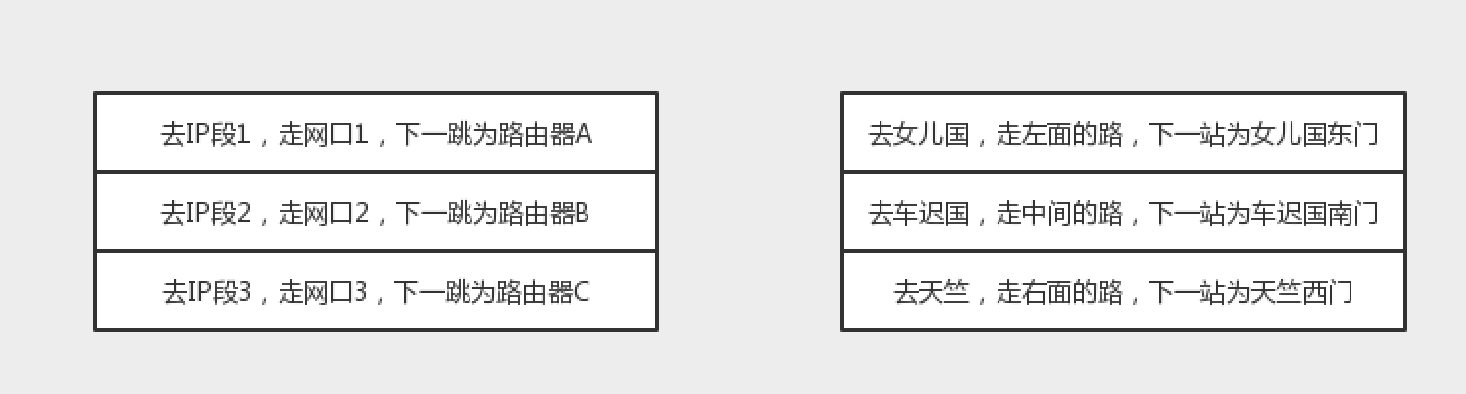 去IP段1，走网口1，下一跳为路由器A
去IP段2，走网口2，下一跳为路由器B
去IP段3，走网口3，下一跳为路由器C
去女儿国，走左面的路，下一站为女儿国东门
去车迟国，走中间的路，下一站为车迟国南门
去天竺，走右面的路，下一站为天竺西门